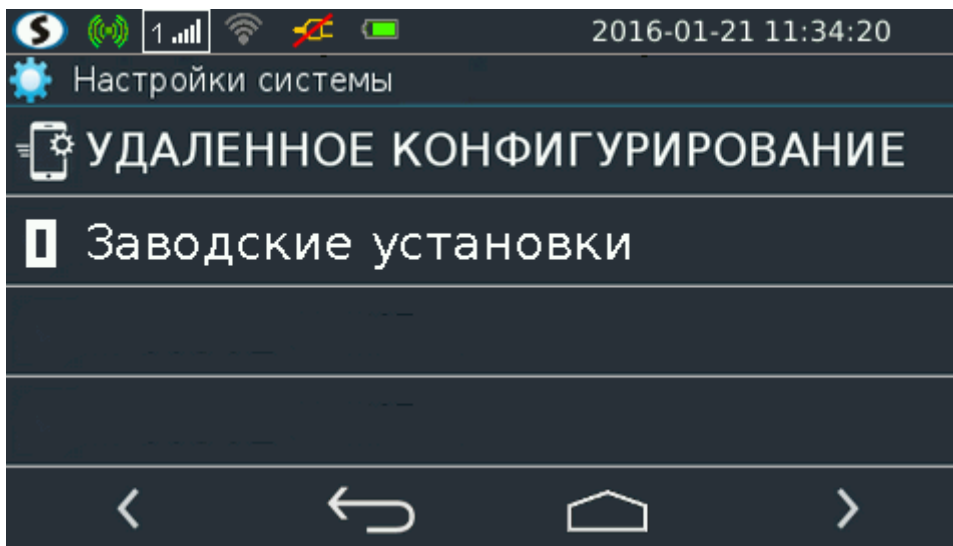 S 1 2016-01-21 11:34:20
Настройки системы
УДАЛЕННОЕ КОНФИГУРИРОВАНИЕ
Заводские установки